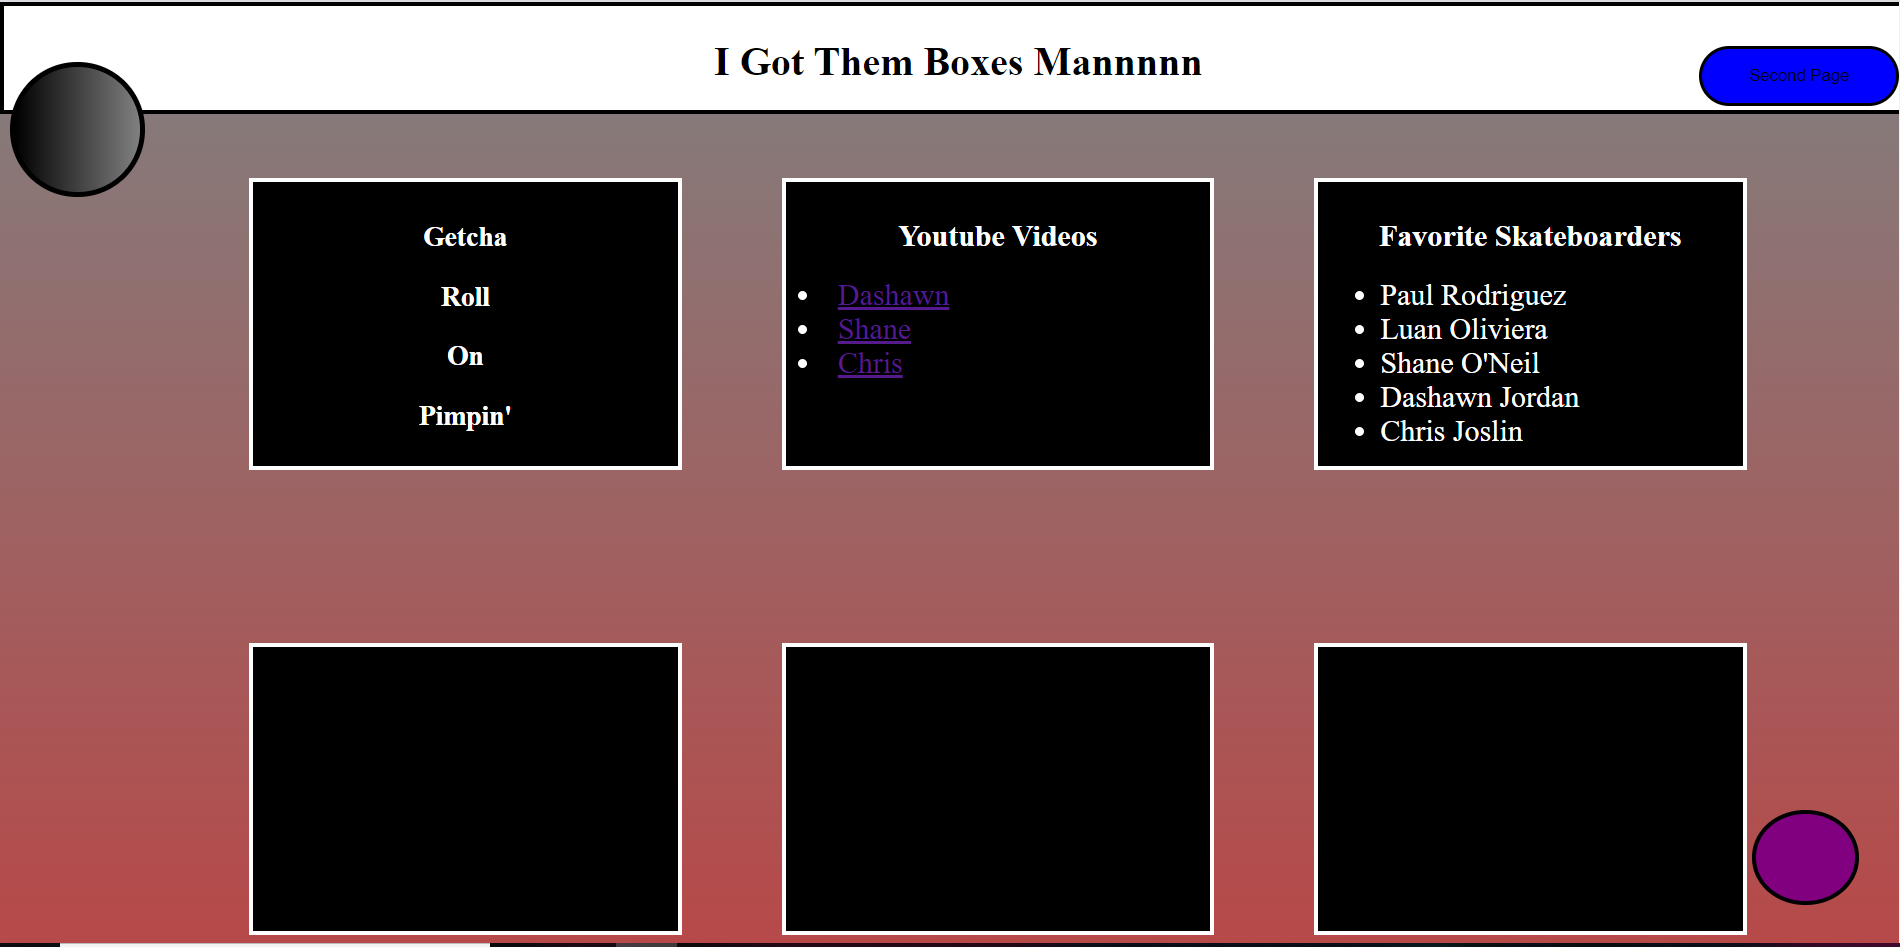 I Got Them Boxes Mannnnn
Second Page
Getcha
Roll
On
Pimpin'
Youtube Videos
Dashawn
Shane
Chris
Favorite Skateboarders
Paul Rodriguez
Luan Oliviera
Shane O'Neil
Dashawn Jordan
Chris Joslin